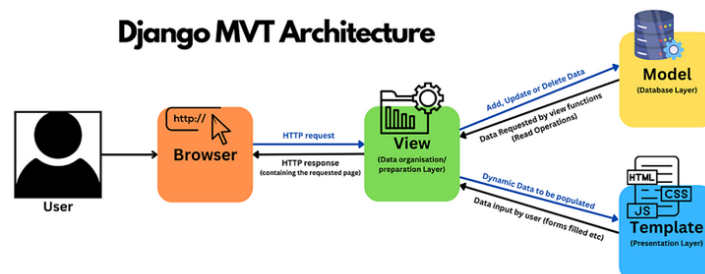 Django MVT Architecture
User
http://
Browser
HTTP request
HTTP response
(containing the requested page)
View
(Data organisation/
preparation Layer)
Add, Update or Delete Data
Data Requested by view functions
(Read Operations)
Model
(Database Layer)
Dynamic Data to be populated
Data input by user (forms filled etc)
HTML
CSS
JS
Template
(Presentation Layer)